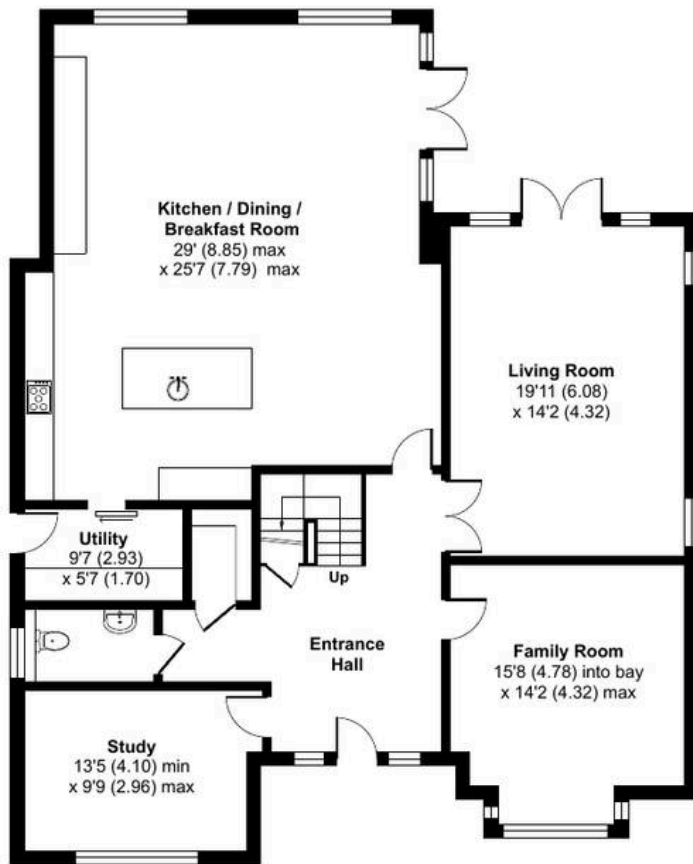 Kitchen / Dining /
Breakfast Room
29' (8.85) max
x 25'7 (7.79) max
Living Room
19'11 (6.08)
x 14'2 (4.32)
Utility
9'7 (2.93)
x 5'7 (1.70)
Up
Entrance
Hall
Family Room
15'8 (4.78) into bay
x 14'2 (4.32) max
Study
13'5 (4.10) min
x 9'9 (2.96) max